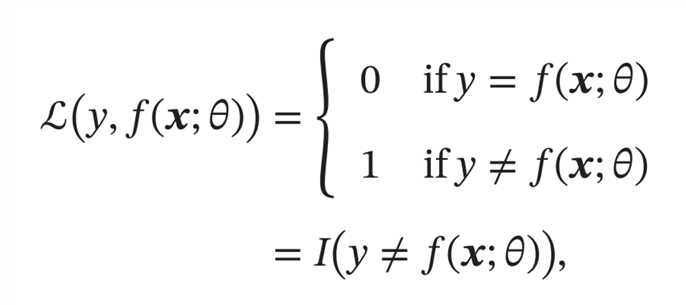 ℒ(y, f(𝒙; θ)) = { 0 if y = f(𝒙; θ)
1 if y ≠ f(𝒙; θ)
= I(y ≠ f(𝒙; θ)),